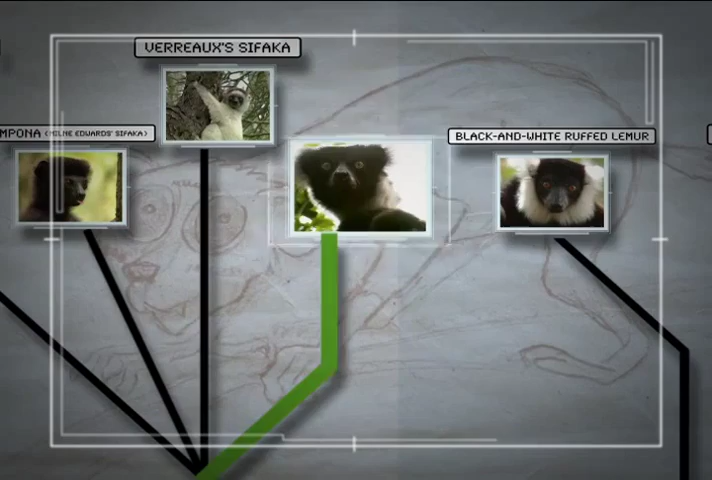 VERREAUX'S SIFAKA
MPONA (MILNE EDWARDS' SIFAKA)
BLACK-AND-WHITE RUFFED LEMUR